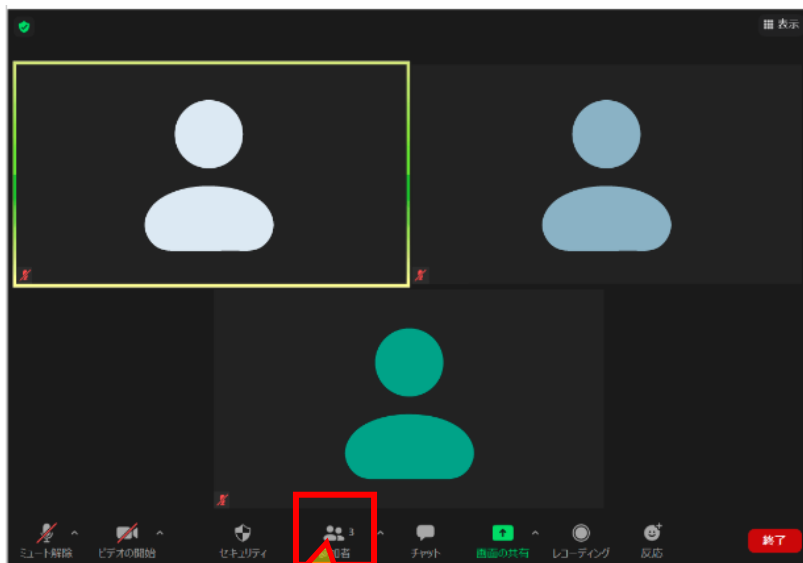 表示
3
ミュート解除 ビデオの開始 セキュリティ 加者 チャット 画面の共有 レコーディング 反応 終了